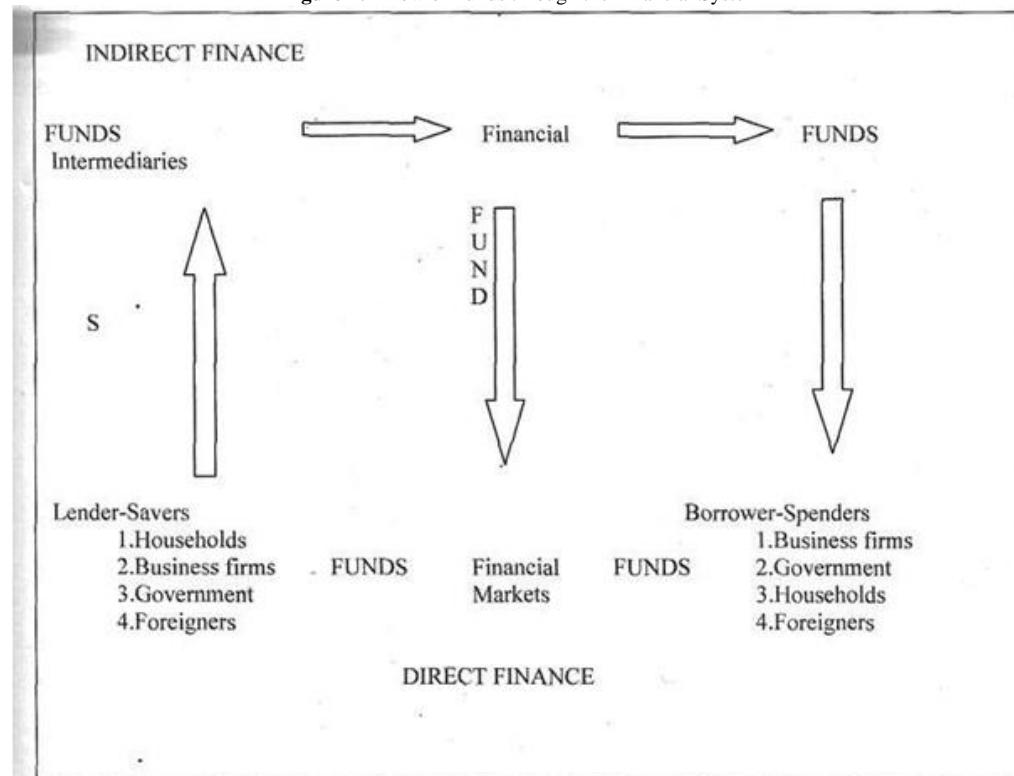 INDIRECT FINANCE
FUNDS Financial FUNDS
Intermediaries
F
U
N
D
S
Lender-Savers Borrower-Spenders
1.Households 1.Business firms
2.Business firms FUNDS Financial FUNDS 2.Government
3.Government Markets 3.Households
4.Foreigners 4.Foreigners
DIRECT FINANCE